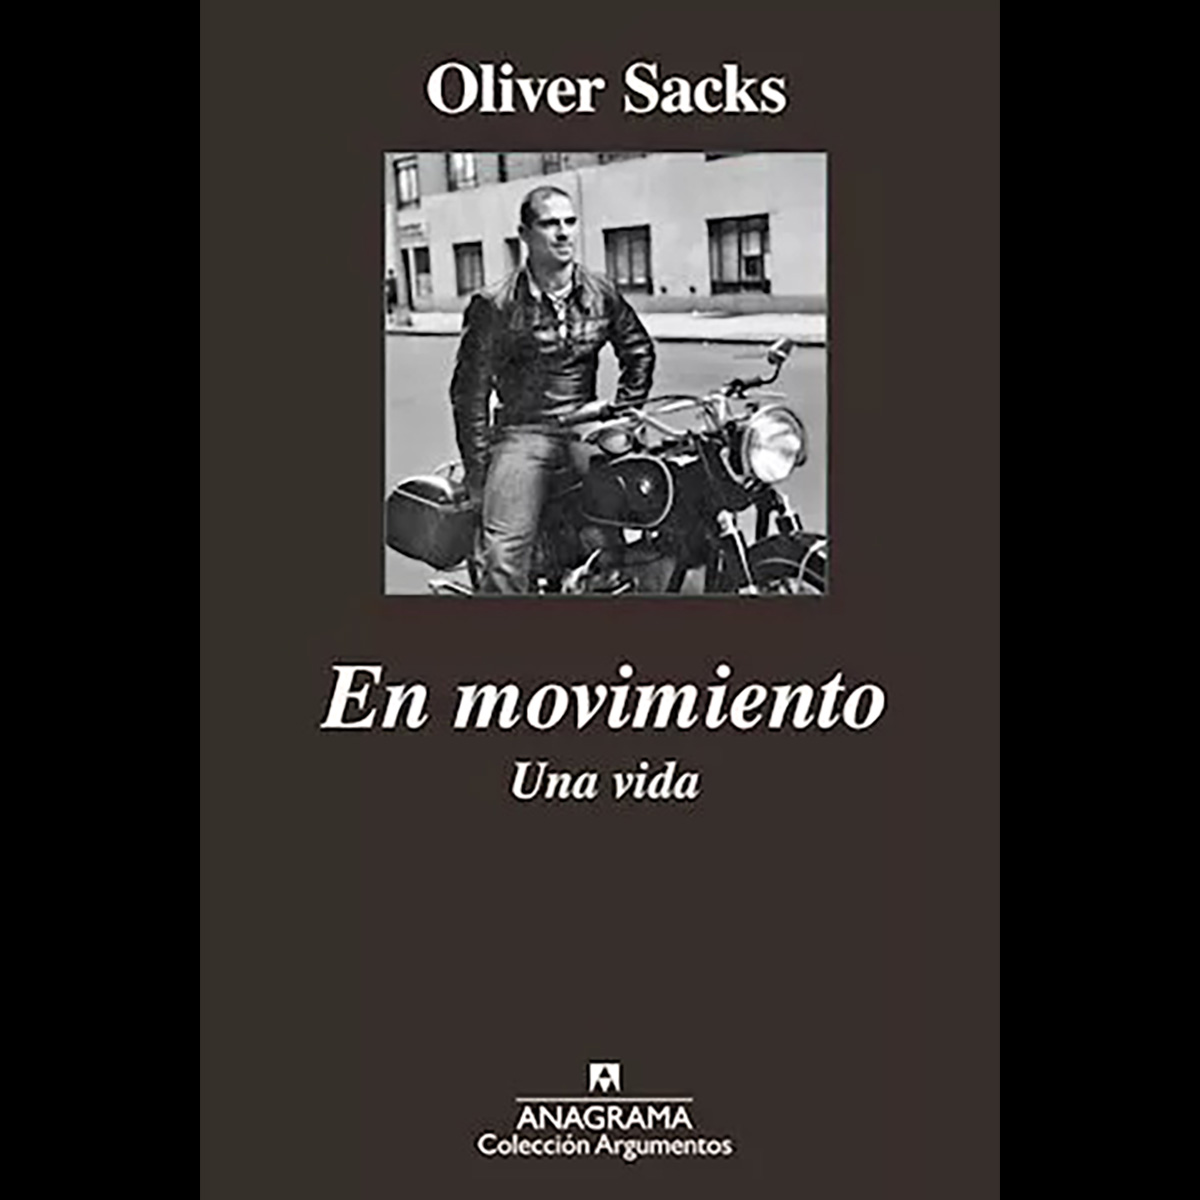 Oliver Sacks
En movimiento
Una vida
ANAGRAMA
Colección Argumentos